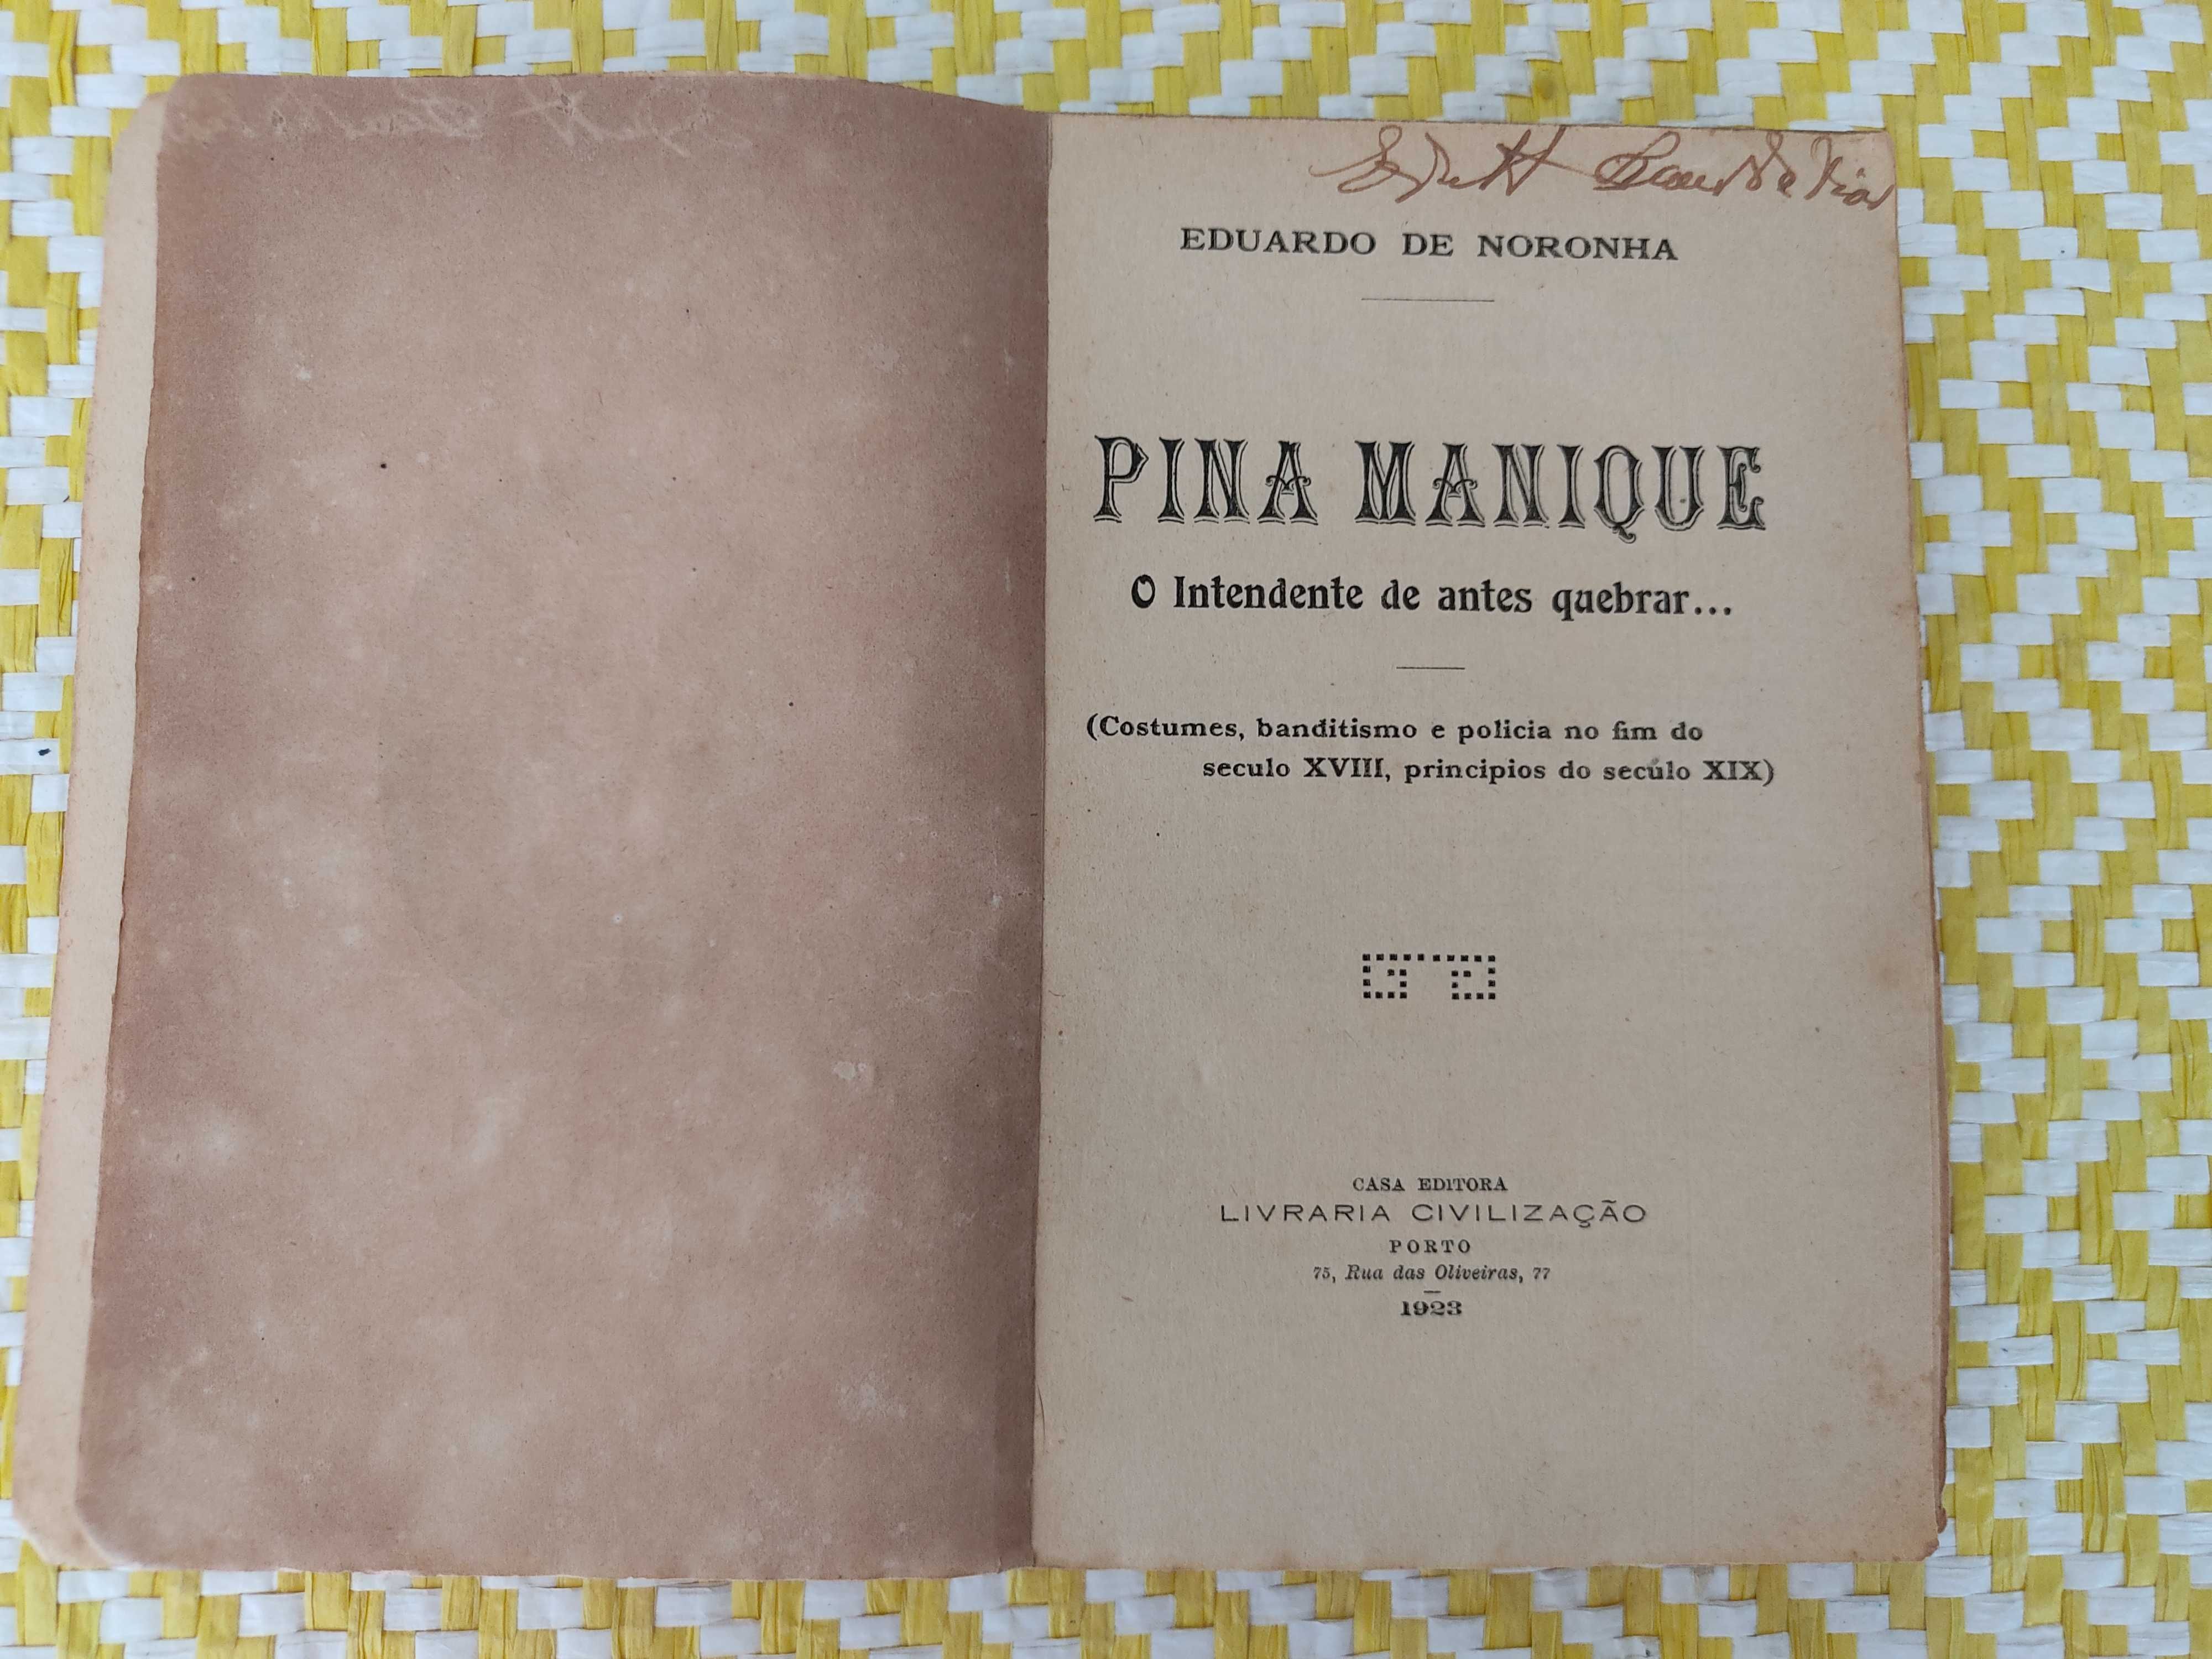 EDUARDO DE NORONHA
PINA MANIQUE
O Intendente de antes quebrar...
(Costumes, banditismo e policia no fim do
seculo XVIII, principios do seculo XIX)
CASA EDITORA
LIVRARIA CIVILIZAÇÃO
PORTO
75, Rua das Oliveiras, 77
1923